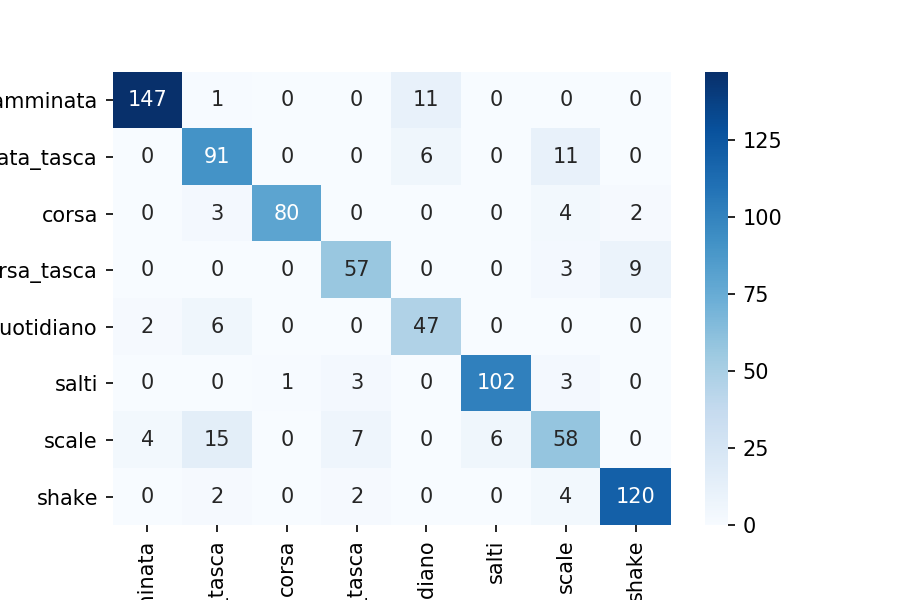 amminata 147 1 0 0 11 0 0 0
ata_tasca 0 91 0 0 6 0 11 0
corsa 0 3 80 0 0 0 4 2
rsa_tasca 0 0 0 57 0 0 3 9
uotidiano 2 6 0 0 47 0 0 0
salti 0 0 1 3 0 102 3 0
scale 4 15 0 7 0 6 58 0
shake 0 2 0 2 0 0 4 120
minata _tasca corsa _tasca diano salti scale shake
125
100
75
50
25
0